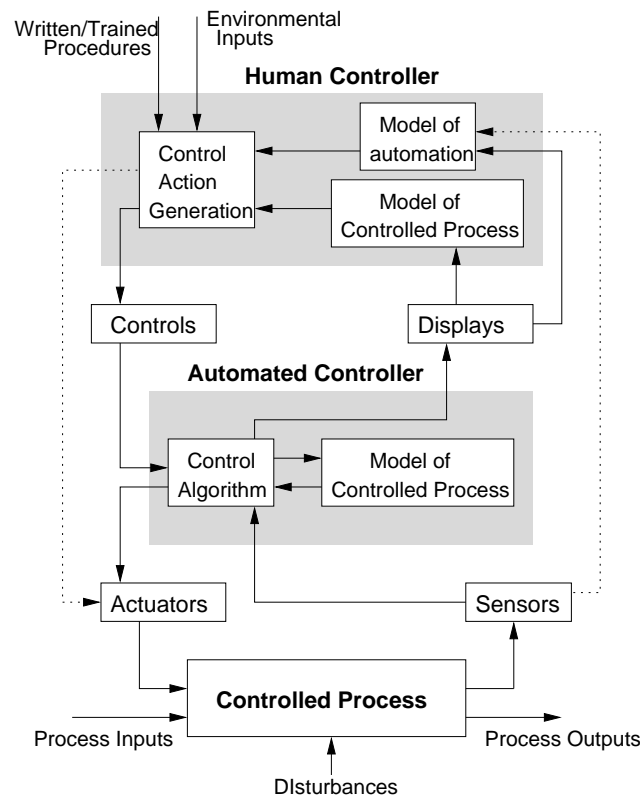 Written/Trained
Procedures
Environmental
Inputs
Human Controller
Control
Action
Generation
Model of
automation
Model of
Controlled Process
Controls
Displays
Automated Controller
Control
Algorithm
Model of
Controlled Process
Actuators
Sensors
Controlled Process
Process Inputs
Process Outputs
DIsturbances